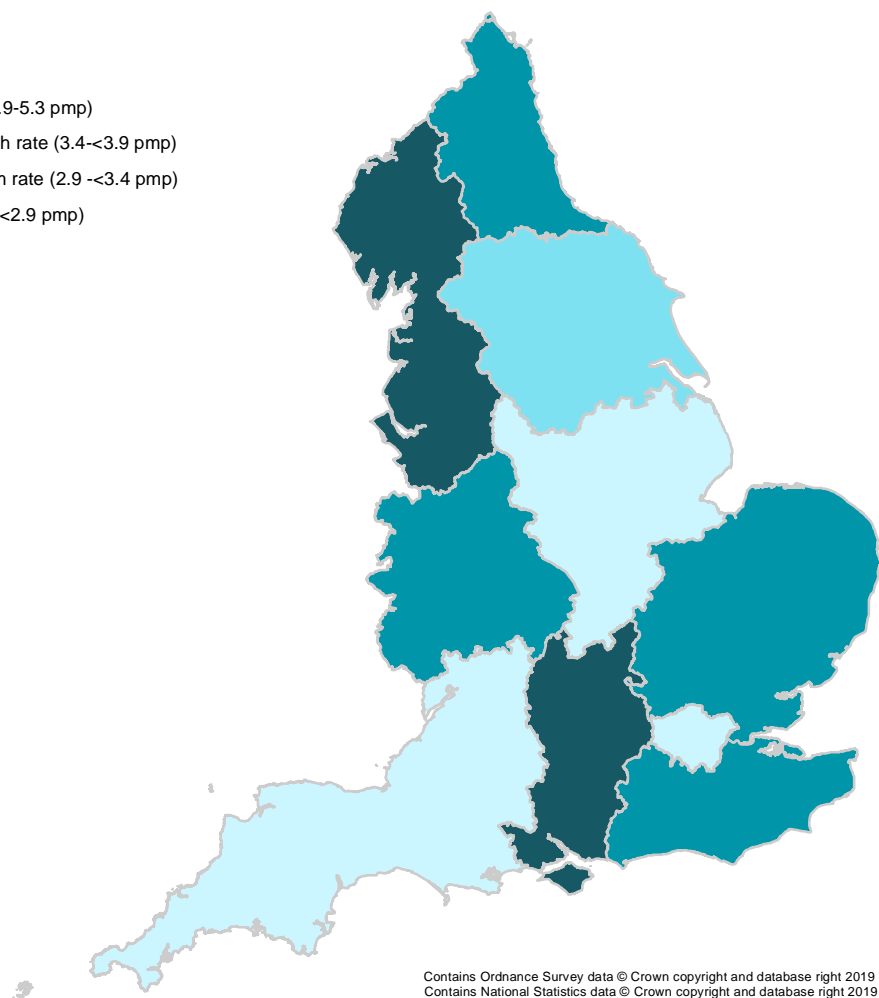 .9-5.3 pmp)
h rate (3.4-<3.9 pmp)
h rate (2.9 -<3.4 pmp)
<2.9 pmp)
Contains Ordnance Survey data © Crown copyright and database right 2019
Contains National Statistics data © Crown copyright and database right 2019